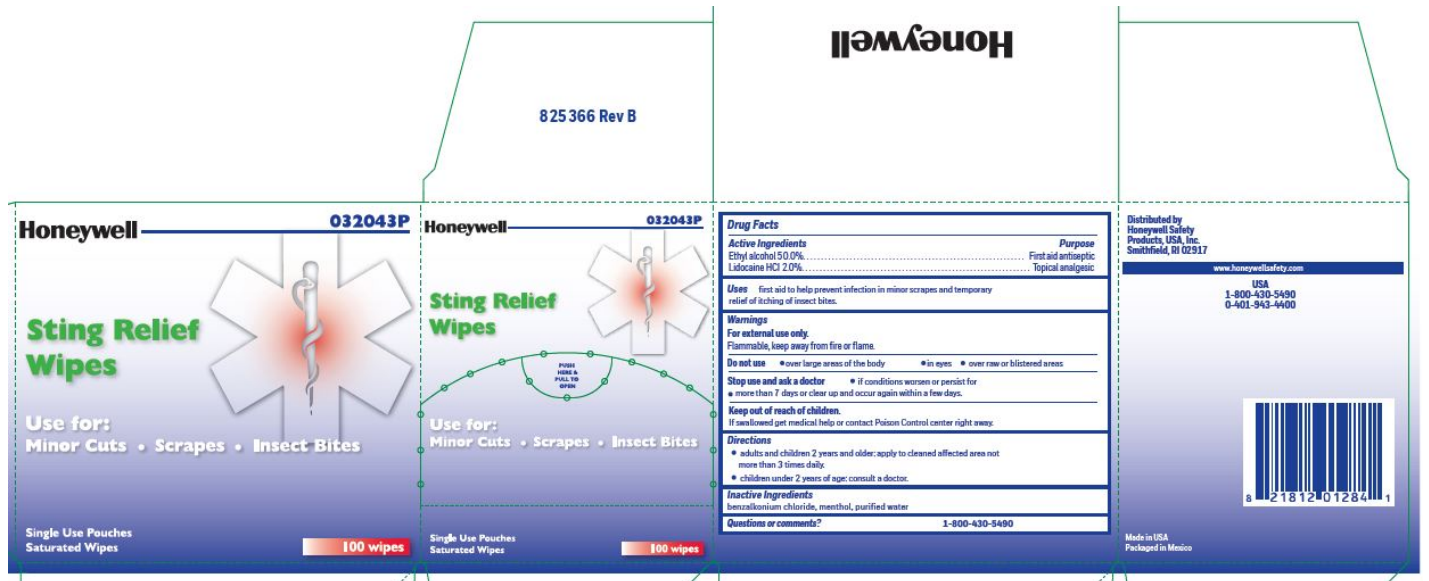 Honeywell
825366 Rev B
Honeywell
032043P
Sting Relief
Wipes
Use for:
Minor Cuts • Scrapes • Insect Bites
Single Use Pouches
Saturated Wipes
100 wipes
Honeywell
032043P
Sting Relief
Wipes
PUSH
HERE &
PULL TO
OPEN
Use for:
Minor Cuts • Scrapes • Insect Bites
Single Use Pouches
Saturated Wipes
100 wipes
Drug Facts
Active Ingredients Purpose
Ethyl alcohol 50.0%.......... First aid antiseptic
Lidocaine HCl 2.0%.......... Topical analgesic
Uses first aid to help prevent infection in minor scrapes and temporary
relief of itching of insect bites.
Warnings
For external use only.
Flammable, keep away from fire or flame.
Do not use • over large areas of the body • in eyes • over raw or blistered areas
Stop use and ask a doctor • if conditions worsen or persist for
• more than 7 days or clear up and occur again within a few days.
Keep out of reach of children.
If swallowed get medical help or contact Poison Control center right away.
Directions
• adults and children 2 years and older: apply to cleaned affected area not
more than 3 times daily.
• children under 2 years of age: consult a doctor.
Inactive Ingredients
benzalkonium chloride, menthol, purified water
Questions or comments? 1-800-430-5490
Distributed by
Honeywell Safety
Products, USA, Inc.
Smithfield, RI 02917
www.honeywellsafety.com
USA
1-800-430-5490
0-401-943-4400
8 21812 01284 1
Made in USA
Packaged in Mexico